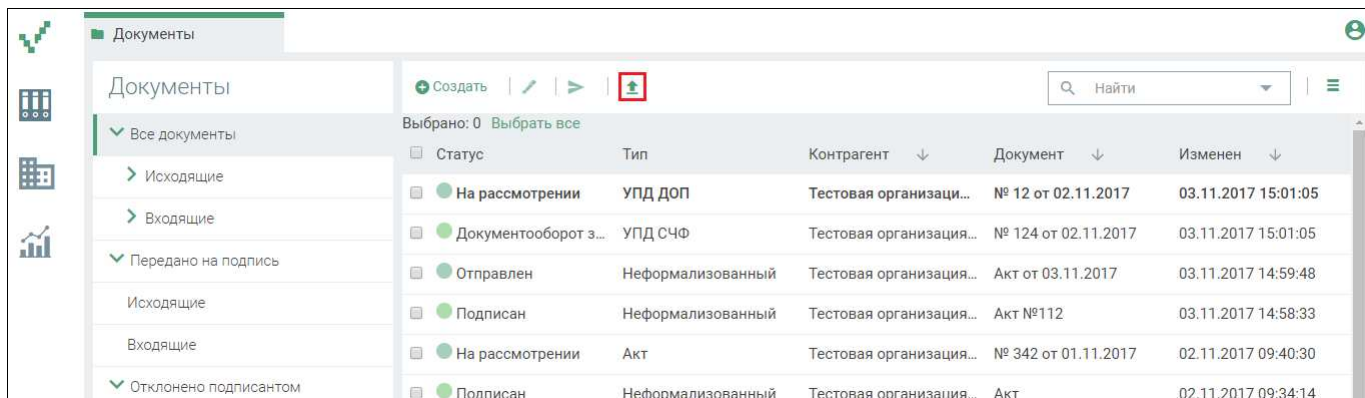 Документы
Документы
Все документы
Исходящие
Входящие
Передано на подпись
Исходящие
Входящие
Отклонено подписантом
Создать
Найти
Выбрано: 0 Выбрать все
Статус Тип Контрагент Документ Изменен
На рассмотрении УПД ДОП Тестовая организаци... № 12 от 02.11.2017 03.11.2017 15:01:05
Документооборот з... УПД СЧФ Тестовая организация... № 124 от 02.11.2017 03.11.2017 15:01:05
Отправлен Неформализованный Тестовая организация... Акт от 03.11.2017 03.11.2017 14:59:48
Подписан Неформализованный Тестовая организация... Акт №112 03.11.2017 14:58:33
На рассмотрении Акт Тестовая организация... № 342 от 01.11.2017 02.11.2017 09:40:30
Подписан Неформализованный Тестовая организация... Акт 02.11.2017 09:34:14